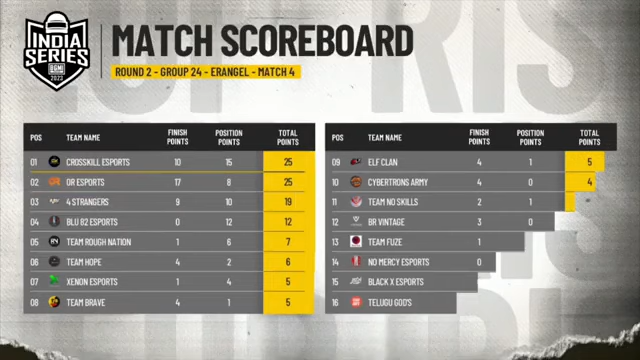 INDIA
SERIES
BGMI
2023
MATCH SCOREBOARD
ROUND 2 - GROUP 24 - ERANGEL - MATCH 4
POS TEAM NAME FINISH POINTS POSITION POINTS TOTAL POINTS
01 CROSSKILL ESPORTS 10 15 25
02 OR ESPORTS 17 8 25
03 4 STRANGERS 9 10 19
04 BLU 82 ESPORTS 0 12 12
05 TEAM ROUGH NATION 1 6 7
06 TEAM HOPE 4 2 6
07 XENON ESPORTS 1 4 5
08 TEAM BRAVE 4 1 5
POS TEAM NAME FINISH POINTS POSITION POINTS TOTAL POINTS
09 ELF CLAN 4 1 5
10 CYBERTRONS ARMY 4 0 4
11 TEAM NO SKILLS 2 1
12 BR VINTAGE 3 0
13 TEAM FUZE 1
14 NO MERCY ESPORTS 0
15 BLACK X ESPORTS
16 TELUGU GOD'S